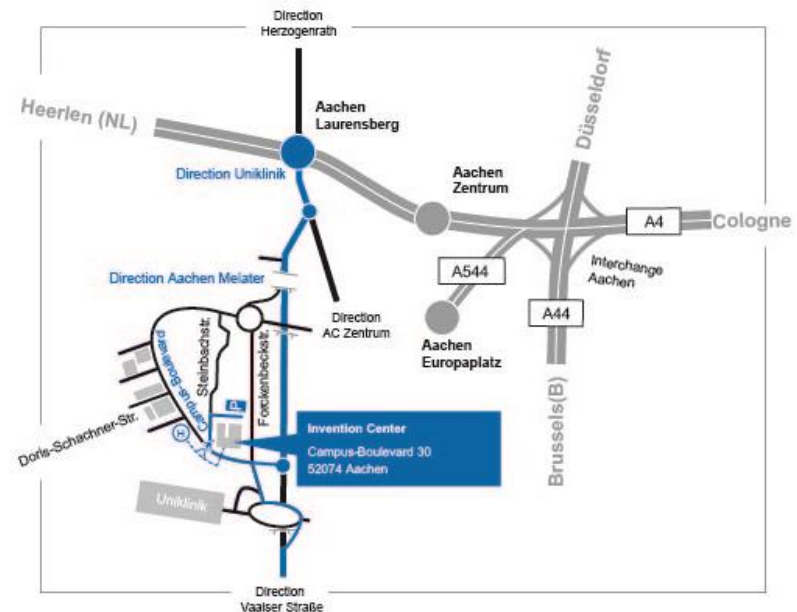 Direction
Herzogenrath
Heerlen (NL)
Aachen
Laurensberg
Düsseldorf
Direction Uniklinik
Aachen
Zentrum
A4
Cologne
Interchange
Aachen
A544
A44
Direction Aachen Melater
Direction
AC Zentrum
Aachen
Europaplatz
Brussels(B)
Campus-Boulevard
Steinbachstr.
Forckenbeckstr.
P
Doris-Schachner-Str.
H
Invention Center
Campus-Boulevard 30
52074 Aachen
Uniklinik
Direction
Vaalser Straße